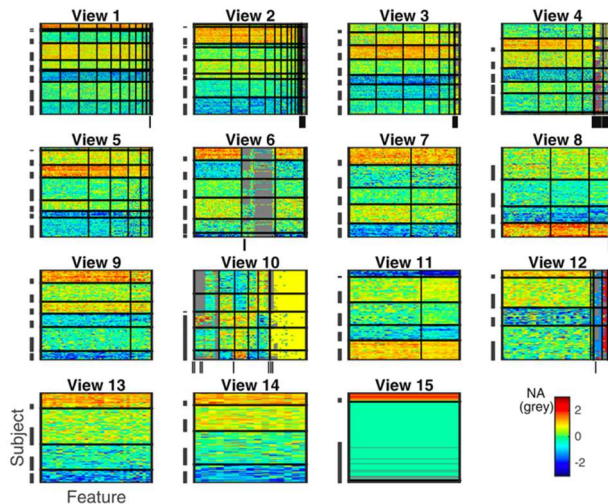 View 1
View 2
View 3
View 4
View 5
View 6
View 7
View 8
View 9
View 10
View 11
View 12
View 13
View 14
View 15
NA
(grey)
2
0
-2
Subject
Feature